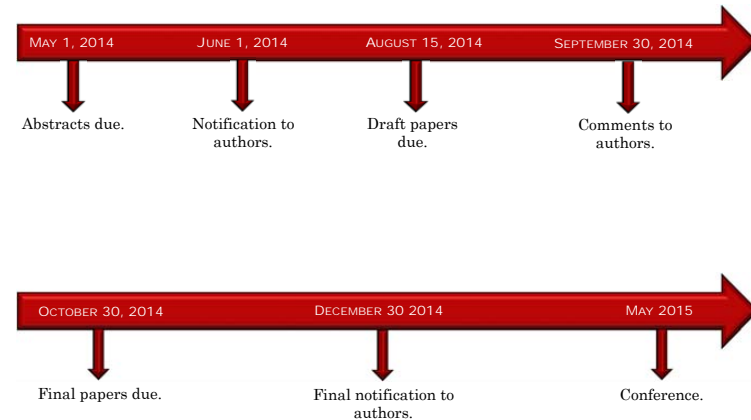 May 1, 2014 June 1, 2014 August 15, 2014 September 30, 2014
Abstracts due. Notification to authors. Draft papers due. Comments to authors.
October 30, 2014 December 30 2014 May 2015
Final papers due. Final notification to authors. Conference.